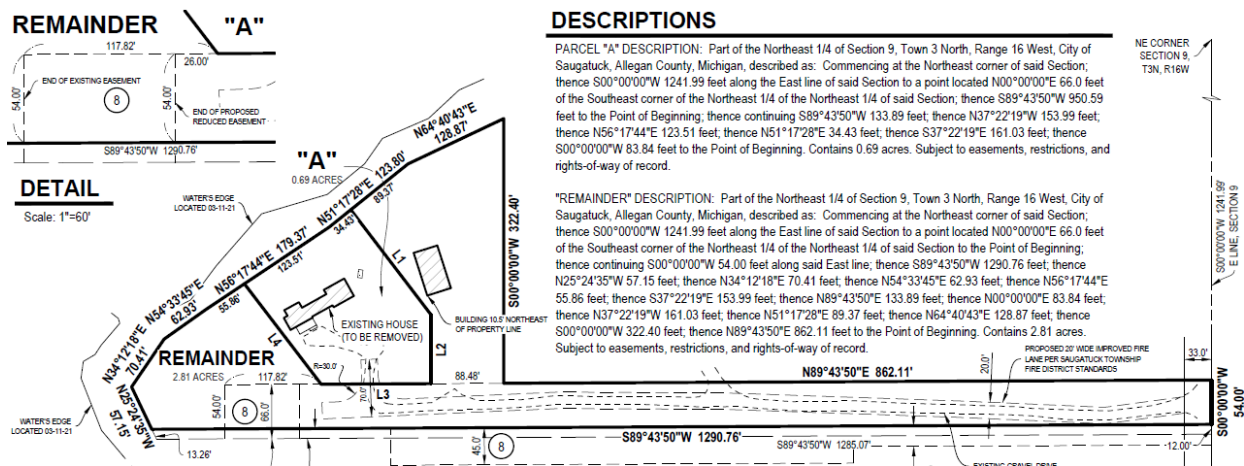 REMAINDER
"A"
117.82'
26.00'
END OF EXISTING EASEMENT
54.00'
8
54.00'
END OF PROPOSED
REDUCED EASEMENT
S89°43'50"W 1290.76'
DETAIL
Scale: 1"=60'
DESCRIPTIONS
PARCEL "A" DESCRIPTION: Part of the Northeast 1/4 of Section 9, Town 3 North, Range 16 West, City of
Saugatuck, Allegan County, Michigan, described as: Commencing at the Northeast corner of said Section;
thence S00°00'00"W 1241.99 feet along the East line of said Section to a point located N00°00'00"E 66.0 feet
of the Southeast corner of the Northeast 1/4 of the Northeast 1/4 of said Section; thence S89°43'50"W 950.59
feet to the Point of Beginning; thence continuing S89°43'50"W 133.89 feet; thence N37°22'19"W 153.99 feet;
thence N56°17'44"E 123.51 feet; thence N51°17'28"E 34.43 feet; thence S37°22'19"E 161.03 feet; thence
S00°00'00"W 83.84 feet to the Point of Beginning. Contains 0.69 acres. Subject to easements, restrictions, and
rights-of-way of record.
"REMAINDER" DESCRIPTION: Part of the Northeast 1/4 of Section 9, Town 3 North, Range 16 West, City of
Saugatuck, Allegan County, Michigan, described as: Commencing at the Northeast corner of said Section;
thence S00°00'00"W 1241.99 feet along the East line of said Section to a point located N00°00'00"E 66.0 feet
of the Southeast corner of the Northeast 1/4 of the Northeast 1/4 of said Section to the Point of Beginning;
thence continuing S00°00'00"W 54.00 feet along said East line; thence S89°43'50"W 1290.76 feet; thence
N25°24'35"W 57.15 feet; thence N34°12'18"E 70.41 feet; thence N54°33'45"E 62.93 feet; thence N56°17'44"E
55.86 feet; thence S37°22'19"E 153.99 feet; thence N89°43'50"E 133.89 feet; thence N00°00'00"E 83.84 feet;
thence N37°22'19"W 161.03 feet; thence N51°17'28"E 89.37 feet; thence N64°40'43"E 128.87 feet; thence
S00°00'00"W 322.40 feet; thence N89°43'50"E 862.11 feet to the Point of Beginning. Contains 2.81 acres.
Subject to easements, restrictions, and rights-of-way of record.
NE CORNER
SECTION 9,
T3N, R16W
S00°00'00"W 1241.99'
E LINE, SECTION 9
"A"
0.69 ACRES
N64°40'43"E
128.87'
N51°17'28"E 123.80'
89.37'
34.43'
WATER'S EDGE
LOCATED 03-11-21
N56°17'44"E 179.37'
123.51'
55.86'
N54°33'45"E
62.93'
N34°12'18"E
70.41'
N25°24'35"W
57.15'
S00°00'00"W 322.40'
L1
L2
L3
L4
BUILDING 10.5' NORTHEAST
OF PROPERTY LINE
EXISTING HOUSE
(TO BE REMOVED)
REMAINDER
2.81 ACRES
117.82'
R=30.0'
70.0'
88.48'
54.00'
8
66.0'
WATER'S EDGE
LOCATED 03-11-21
13.26'
45.0'
8
N89°43'50"E 862.11'
20.0'
PROPOSED 20' WIDE IMPROVED FIRE
LANE PER SAUGATUCK TOWNSHIP
FIRE DISTRICT STANDARDS
33.0'
S00°00'00"W
54.00'
S89°43'50"W 1290.76'
S89°43'50"W 1285.07'
12.00'
EXISTING GRAVEL DRIVE